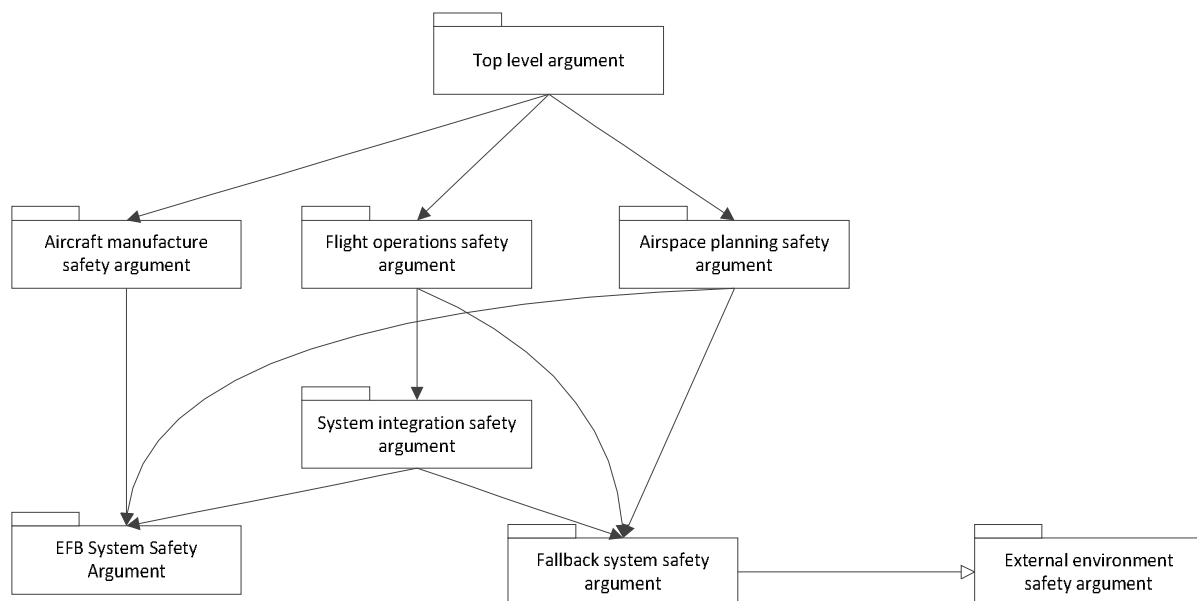 Top level argument
Aircraft manufacture
safety argument
Flight operations safety
argument
Airspace planning safety
argument
System integration safety
argument
EFB System Safety
Argument
Fallback system safety
argument
External environment
safety argument